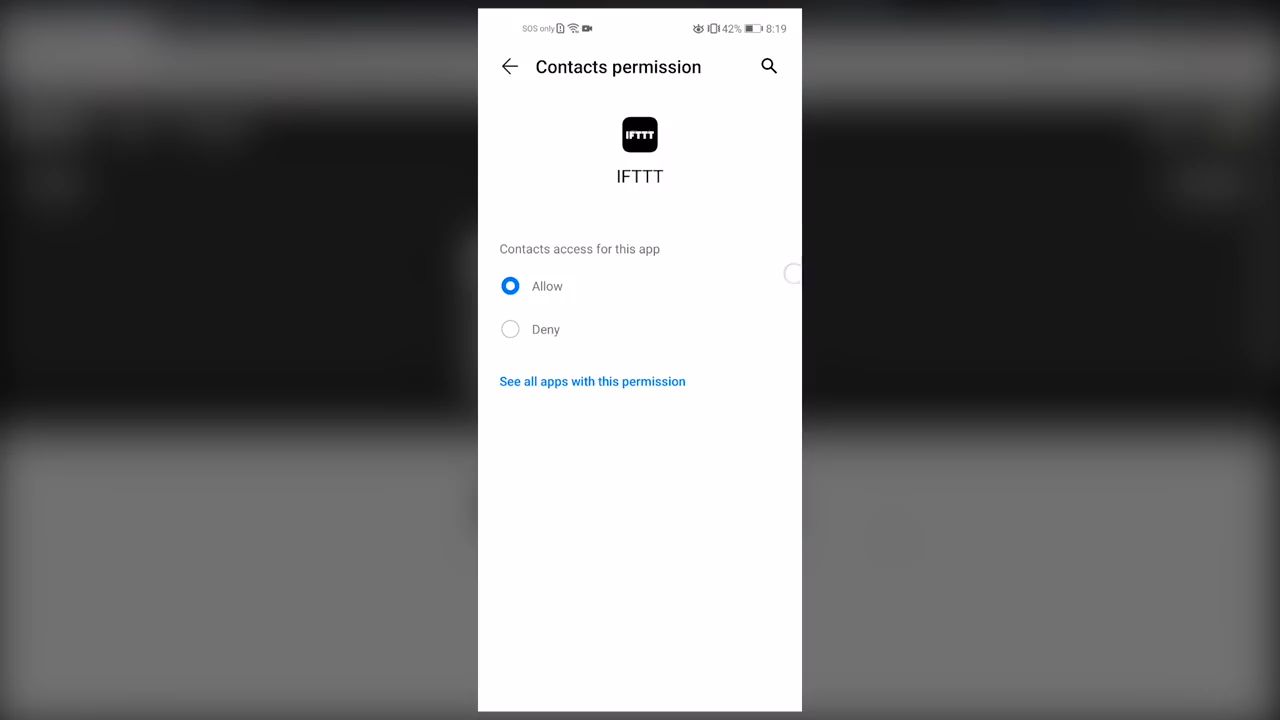 SOS only 42% 8:19
Contacts permission
IFTTT
IFTTT
Contacts access for this app
Allow
Deny
See all apps with this permission